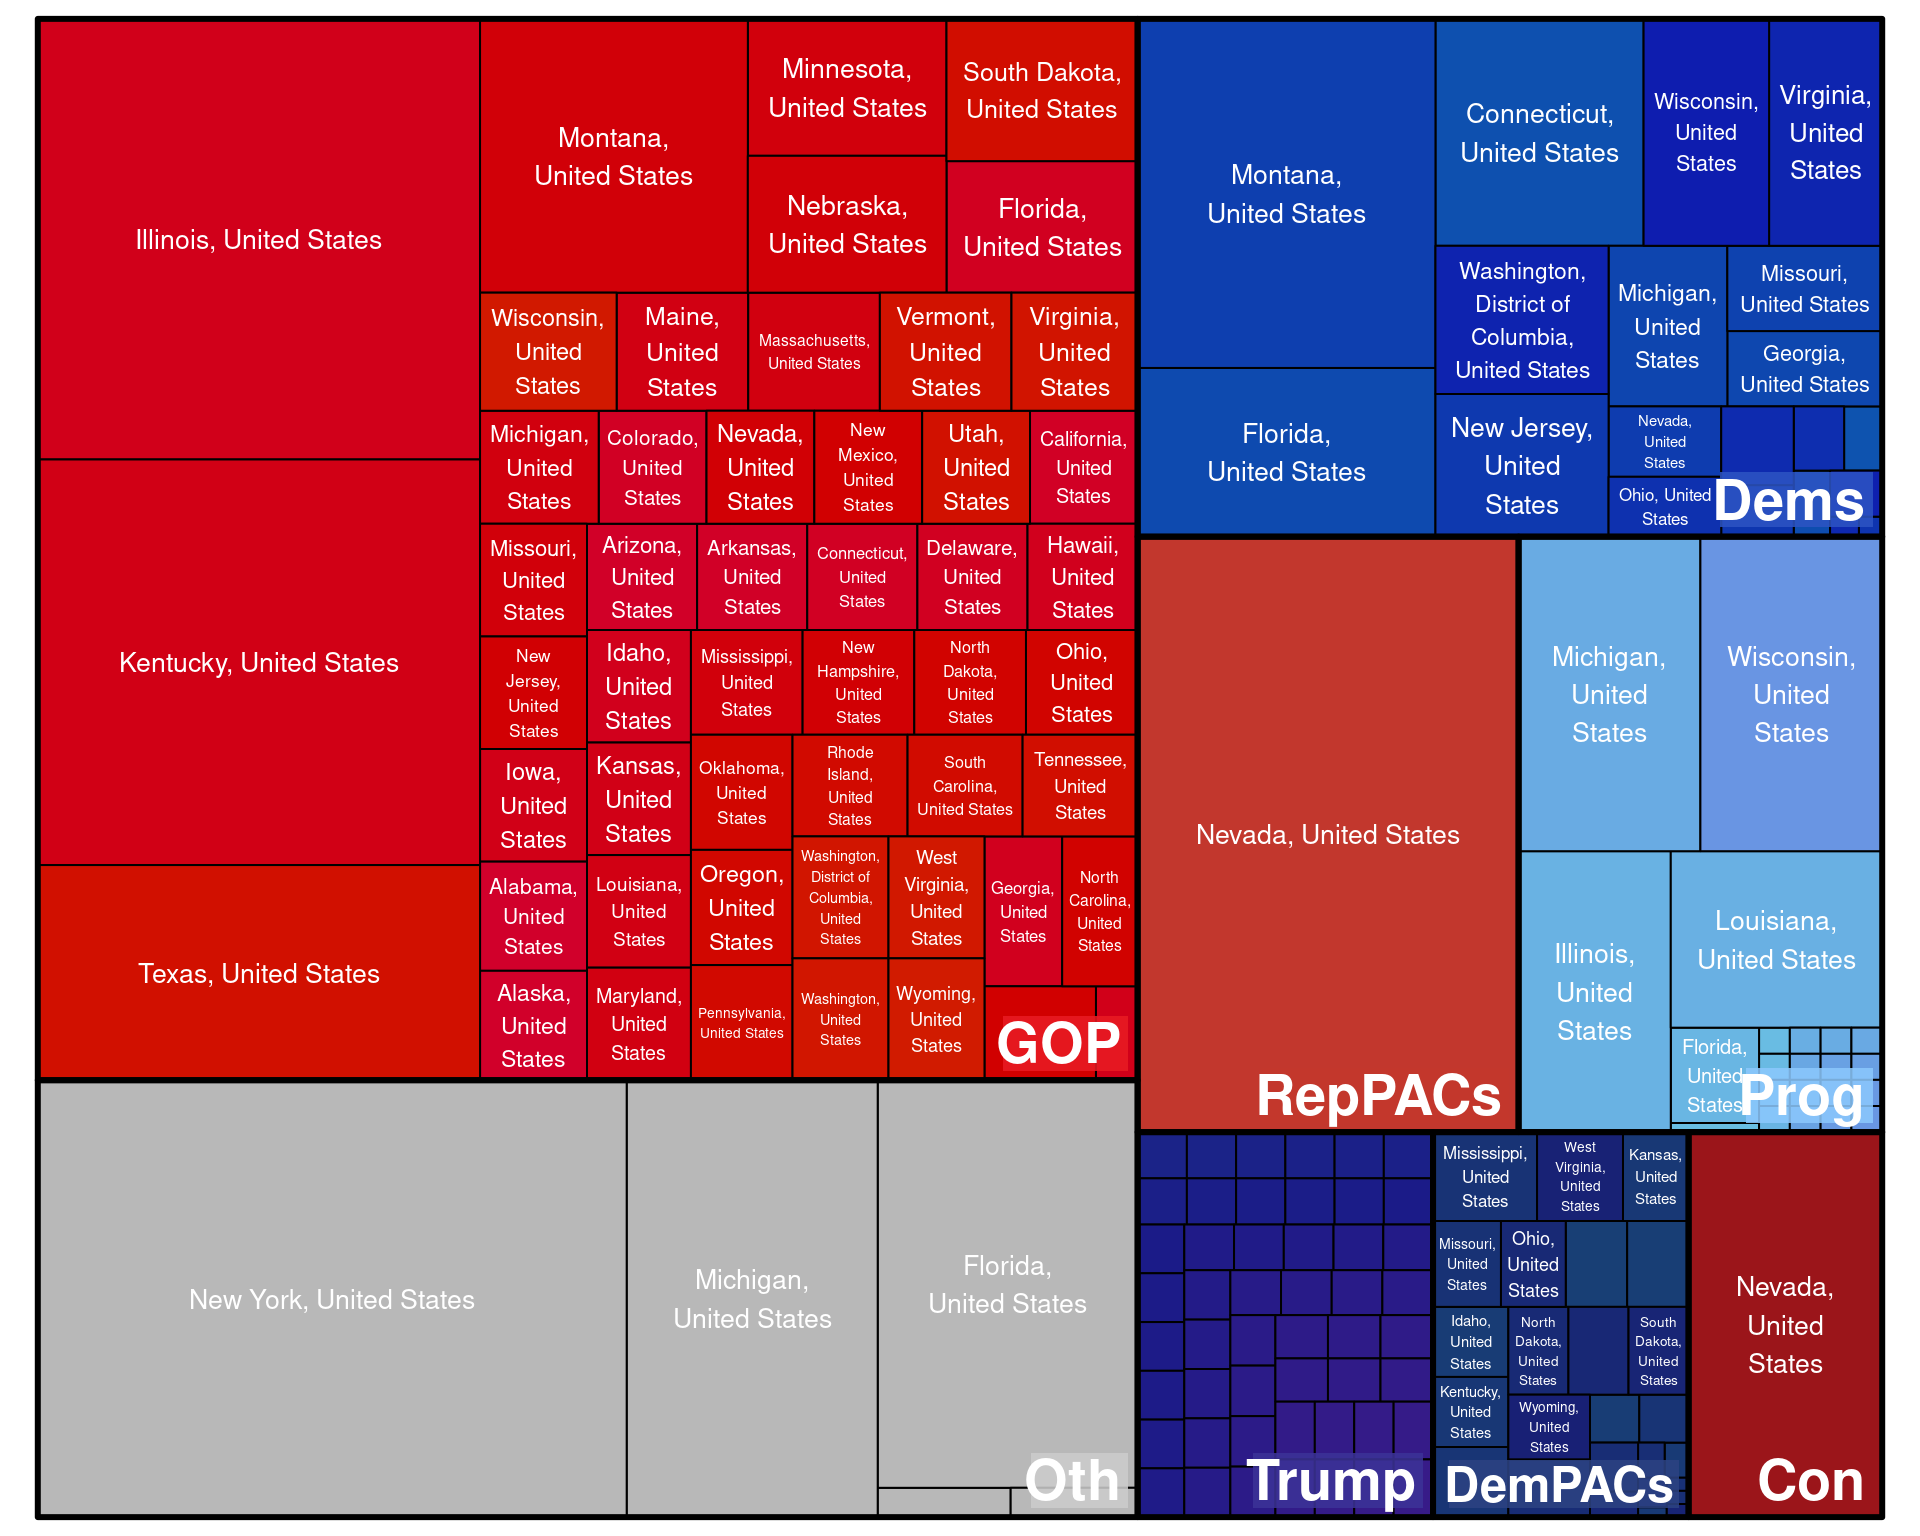 Illinois, United States
Kentucky, United States
Texas, United States
Montana,
United States
Minnesota,
United States
South Dakota,
United States
Nebraska,
United States
Florida,
United States
Wisconsin,
United
States
Maine,
United
States
Massachusetts,
United States
Vermont,
United
States
Virginia,
United
States
Michigan,
United
States
Colorado,
United
States
Nevada,
United
States
New
Mexico,
United
States
Utah,
United
States
California,
United
States
Missouri,
United
States
Arizona,
United
States
Arkansas,
United
States
Connecticut,
United
States
Delaware,
United
States
Hawaii,
United
States
New
Jersey,
United
States
Idaho,
United
States
Mississippi,
United
States
New
Hampshire,
United
States
North
Dakota,
United
States
Ohio,
United
States
Iowa,
United
States
Kansas,
United
States
Oklahoma,
United
States
Rhode
Island,
United
States
South
Carolina,
United States
Tennessee,
United
States
Alabama,
United
States
Louisiana,
United
States
Oregon,
United
States
Washington,
District of
Columbia,
United
States
West
Virginia,
United
States
Georgia,
United
States
North
Carolina,
United
States
Alaska,
United
States
Maryland,
United
States
Pennsylvania,
United States
Washington,
United
States
Wyoming,
United
States
GOP
New York, United States
Michigan,
United States
Florida,
United States
Oth
Montana,
United States
Florida,
United States
Connecticut,
United States
Wisconsin,
United
States
Virginia,
United
States
Washington,
District of
Columbia,
United States
Michigan,
United
States
Missouri,
United States
Georgia,
United States
New Jersey,
United
States
Nevada,
United
States
Ohio, United
States
Dems
Nevada, United States
RepPACs
Michigan,
United
States
Wisconsin,
United
States
Illinois,
United
States
Louisiana,
United States
Florida,
United
States
Prog
Trump
Mississippi,
United
States
West
Virginia,
United
States
Kansas,
United
States
Missouri,
United
States
Ohio,
United
States
Idaho,
United
States
North
Dakota,
United
States
South
Dakota,
United
States
Kentucky,
United
States
Wyoming,
United
States
DemPACs
Nevada,
United
States
Con